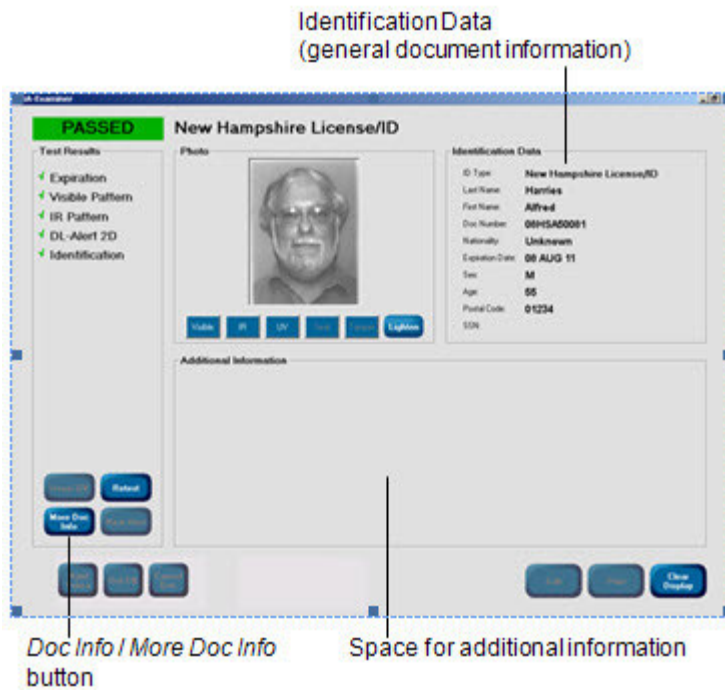 Identification Data
(general document information)
iA-Examiner
PASSED
New Hampshire License/ID
Test Results
Expiration
Visible Pattern
IR Pattern
DL-Alert 2D
Identification
Photo
Visible
IR
UV
Lighten
Identification Data
ID Type: New Hampshire License/ID
Last Name: Harries
First Name: Alfred
Doc Number: 08HSA50081
Nationality: Unknown
Expiration Date: 08 AUG 11
Sex: M
Age: 55
Postal Code: 01234
SSN:
Additional Information
Retest
More Doc
Info
Clear
Display
Doc Info / More Doc Info
button
Space for additional information